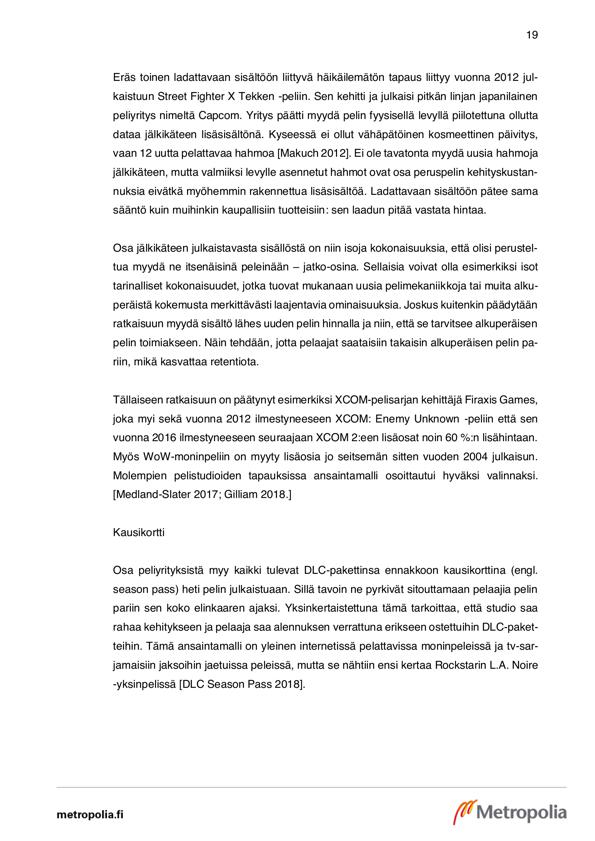 19
Eräs toinen ladattavaan sisältöön liittyvä häikäilemätön tapaus liittyy vuonna 2012 jul-
kaistuun Street Fighter X Tekken -peliin. Sen kehitti ja julkaisi pitkän linjan japanilainen
peliyritys nimeltä Capcom. Yritys päätti myydä pelin fyysisellä levyllä piilotettuna ollutta
dataa jälkikäteen lisäsisältönä. Kyseessä ei ollut vähäpätöinen kosmeettinen päivitys,
vaan 12 uutta pelattavaa hahmoa [Makuch 2012]. Ei ole tavatonta myydä uusia hahmoja
jälkikäteen, mutta valmiiksi levylle asennetut hahmot ovat osa peruspelin kehityskustan-
nuksia eivätkä myöhemmin rakennettua lisäsisältöä. Ladattavaan sisältöön pätee sama
sääntö kuin muihinkin kaupallisiin tuotteisiin: sen laadun pitää vastata hintaa.
Osa jälkikäteen julkaistavasta sisällöstä on niin isoja kokonaisuuksia, että olisi perustel-
tua myydä ne itsenäisinä peleinään – jatko-osina. Sellaisia voivat olla esimerkiksi isot
tarinalliset kokonaisuudet, jotka tuovat mukanaan uusia pelimekaniikkoja tai muita alku-
peräistä kokemusta merkittävästi laajentavia ominaisuuksia. Joskus kuitenkin päädytään
ratkaisuun myydä sisältö lähes uuden pelin hinnalla ja niin, että se tarvitsee alkuperäisen
pelin toimiakseen. Näin tehdään, jotta pelaajat saataisiin takaisin alkuperäisen pelin pa-
riin, mikä kasvattaa retentiota.
Tällaiseen ratkaisuun on päätynyt esimerkiksi XCOM-pelisarjan kehittäjä Firaxis Games,
joka myi sekä vuonna 2012 ilmestyneeseen XCOM: Enemy Unknown -peliin että sen
vuonna 2016 ilmestyneeseen seuraajaan XCOM 2:een lisäosat noin 60 %:n lisähintaan.
Myös WoW-moninpeliin on myyty lisäosia jo seitsemän sitten vuoden 2004 julkaisun.
Molempien pelistudioiden tapauksissa ansaintamalli osoittautui hyväksi valinnaksi.
[Medland-Slater 2017; Gilliam 2018.]
Kausikortti
Osa peliyrityksistä myy kaikki tulevat DLC-pakettinsa ennakkoon kausikorttina (engl.
season pass) heti pelin julkaistuaan. Sillä tavoin ne pyrkivät sitouttamaan pelaajia pelin
pariin sen koko elinkaaren ajaksi. Yksinkertaistettuna tämä tarkoittaa, että studio saa
rahaa kehitykseen ja pelaaja saa alennuksen verrattuna erikseen ostettuihin DLC-paket-
teihin. Tämä ansaintamalli on yleinen internetissä pelattavissa moninpeleissä ja tv-sar-
jamaisiin jaksoihin jaetuissa peleissä, mutta se nähtiin ensi kertaa Rockstarin L.A. Noire
-yksinpelissä [DLC Season Pass 2018].
metropolia.fi
Metropolia